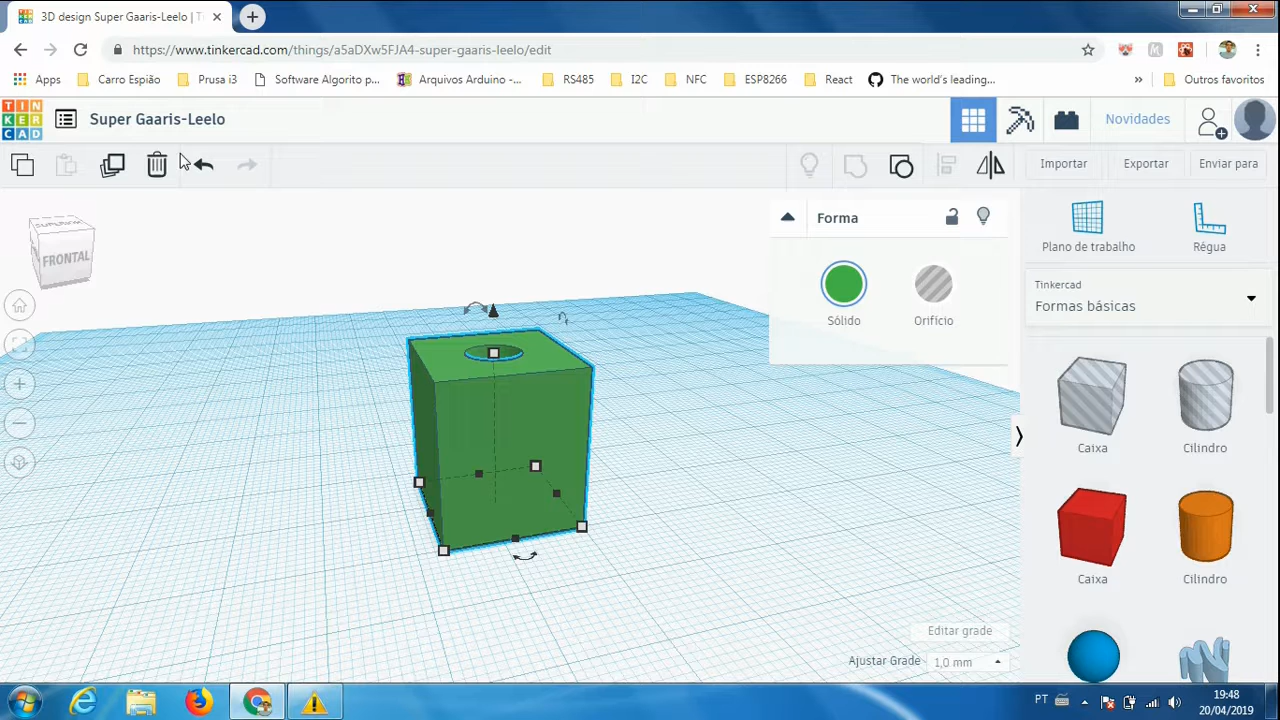 3D design Super Gaaris-Leelo | T
https://www.tinkercad.com/things/a5aDXw5FJA4-super-gaaris-leelo/edit
Apps Carro Espião Prusa i3 Software Algorito p... Arquivos Arduino -... RS485 I2C NFC ESP8266 React The world's leading... » Outros favoritos
TIN
KER
CAD
Super Gaaris-Leelo
Novidades
Importar Exportar Enviar para
FRONTAL
Forma
Sólido Orifício
Plano de trabalho Régua
Tinkercad
Formas básicas
Caixa Cilindro
Caixa Cilindro
Editar grade
Ajustar Grade 1,0 mm
PT 19:48
20/04/2019